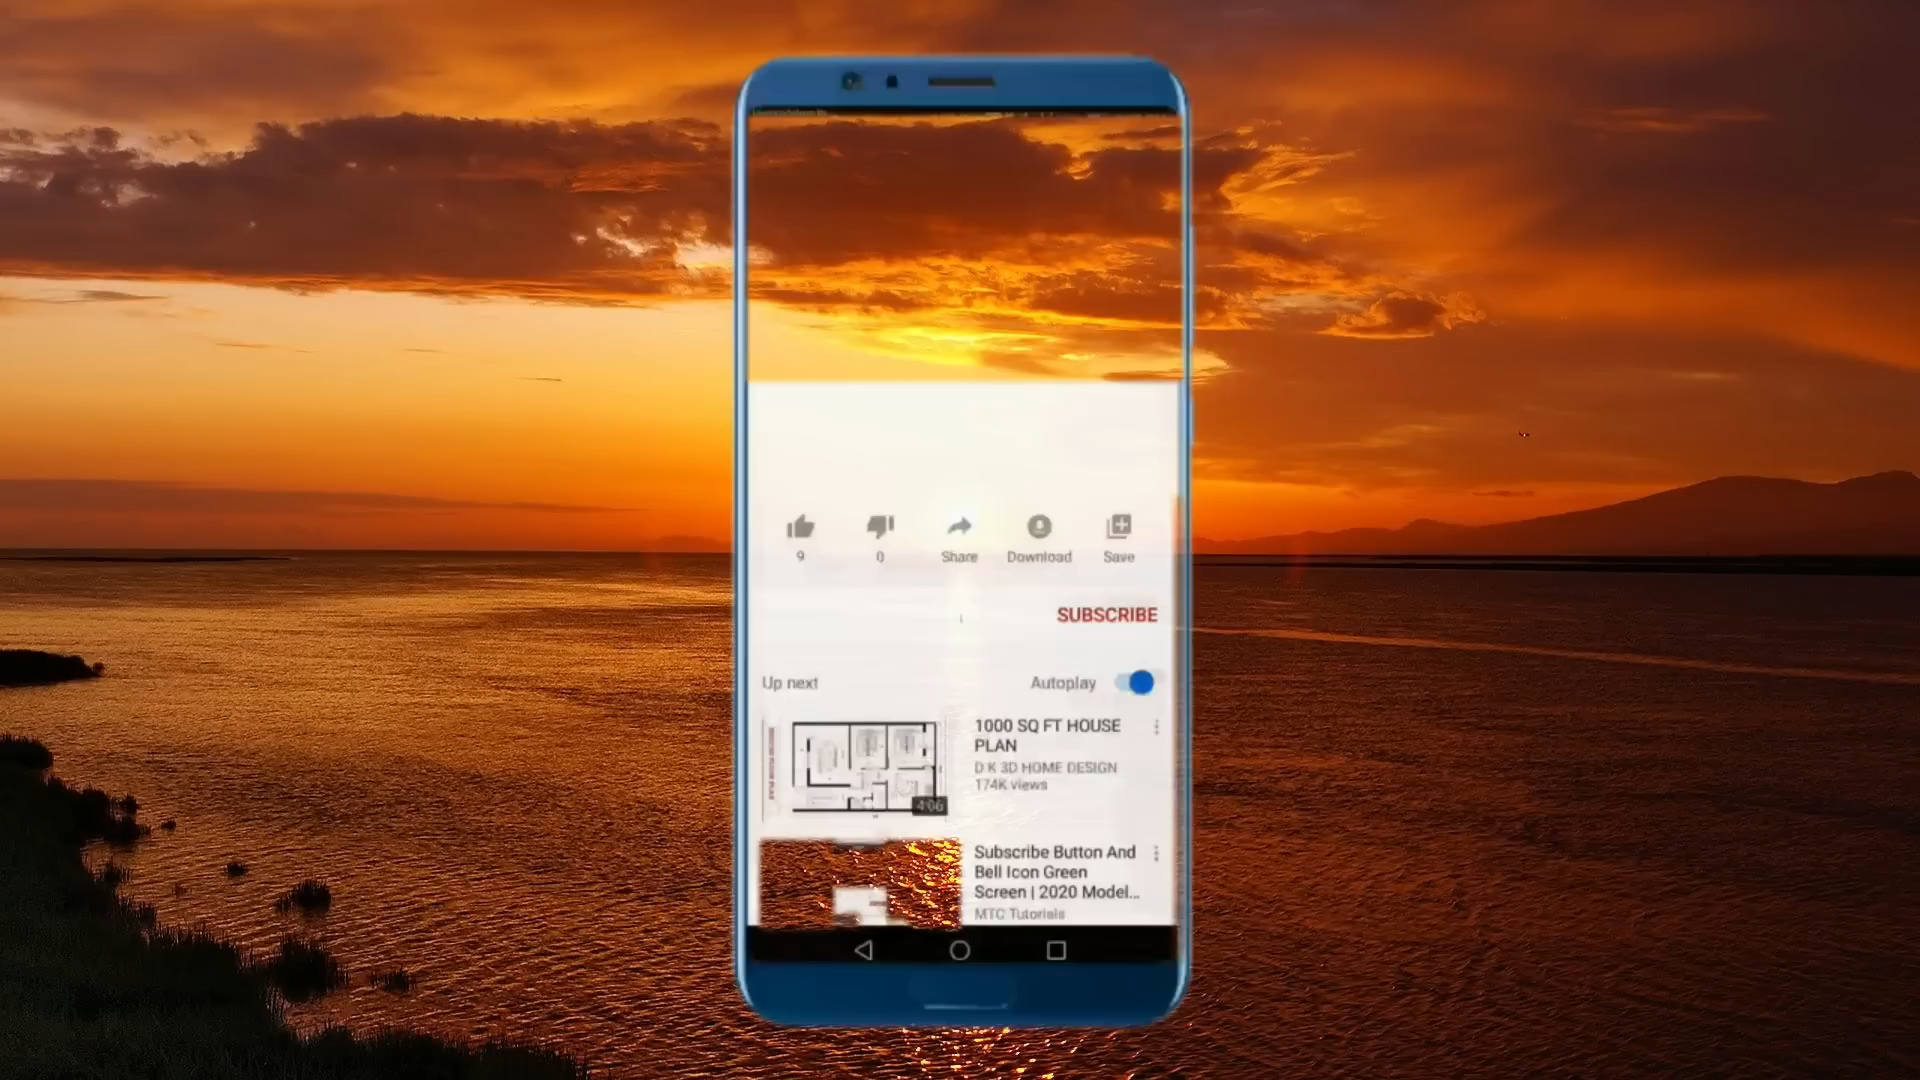 9
0
Share
Download
Save
SUBSCRIBE
Up next
Autoplay
1000 SQ FT HOUSE
PLAN
D K 3D HOME DESIGN
174K views
4:06
Subscribe Button And
Bell Icon Green
Screen | 2020 Model...
MTC Tutorials